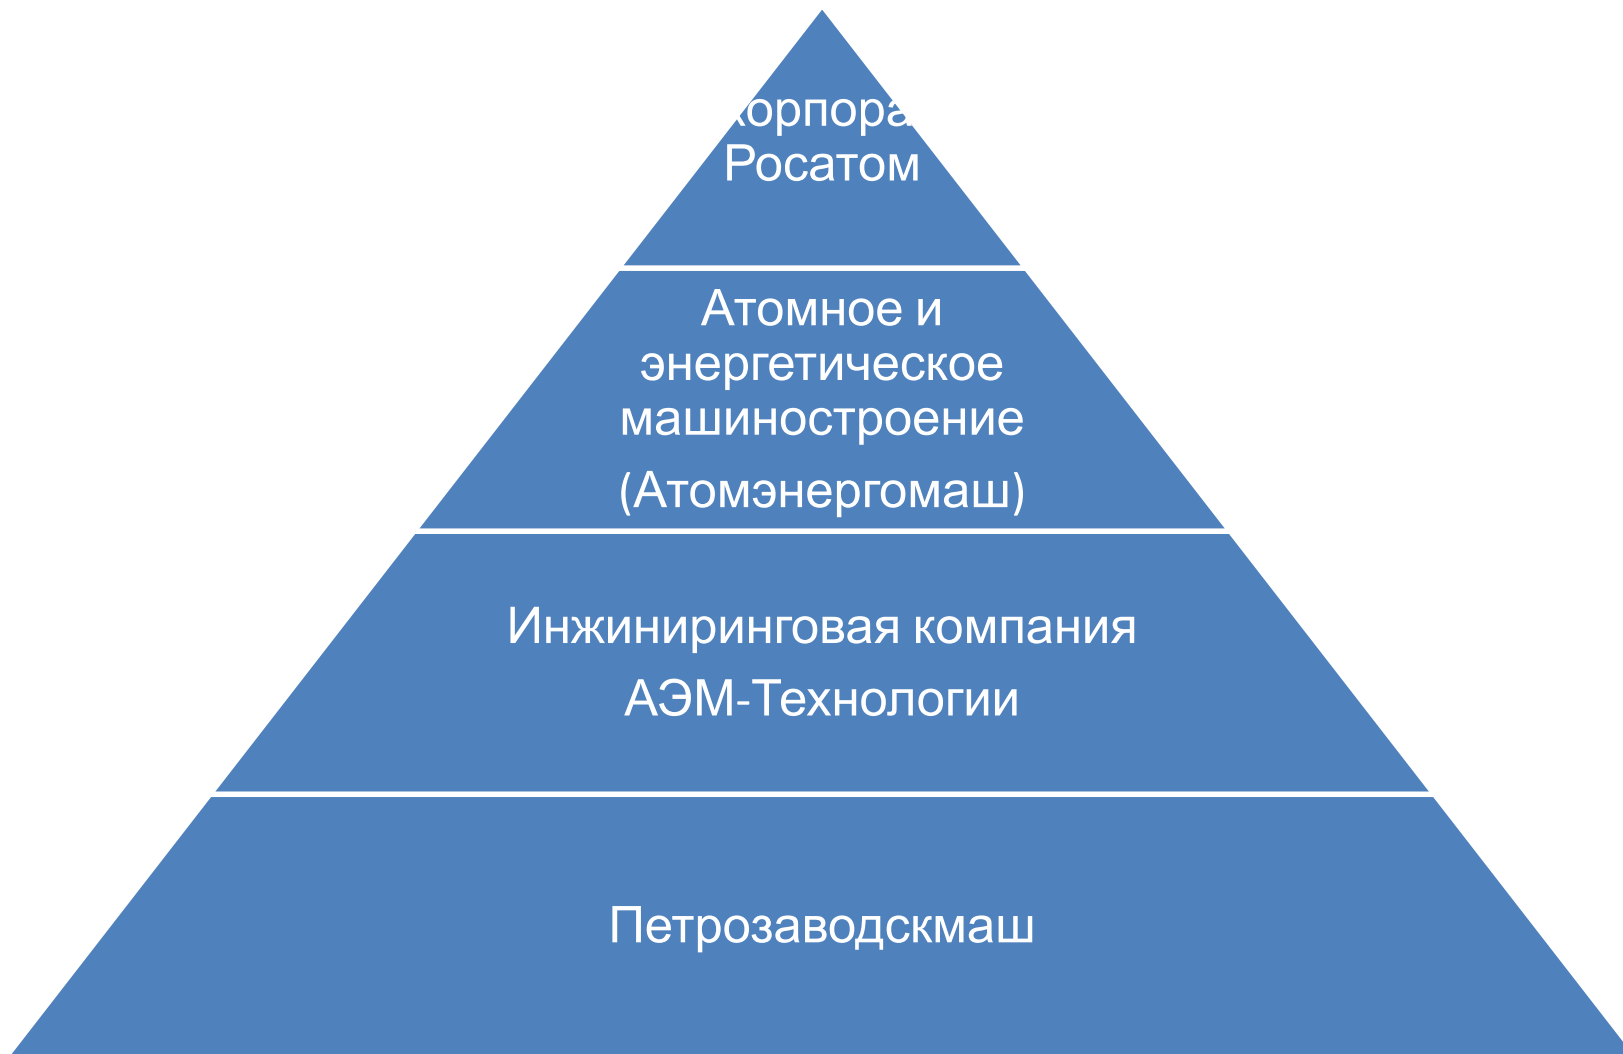 Росатом
Атомное и
энергетическое
машиностроение
(Атомэнергомаш)
Инжиниринговая компания
АЭМ-Технологии
Петрозаводскмаш